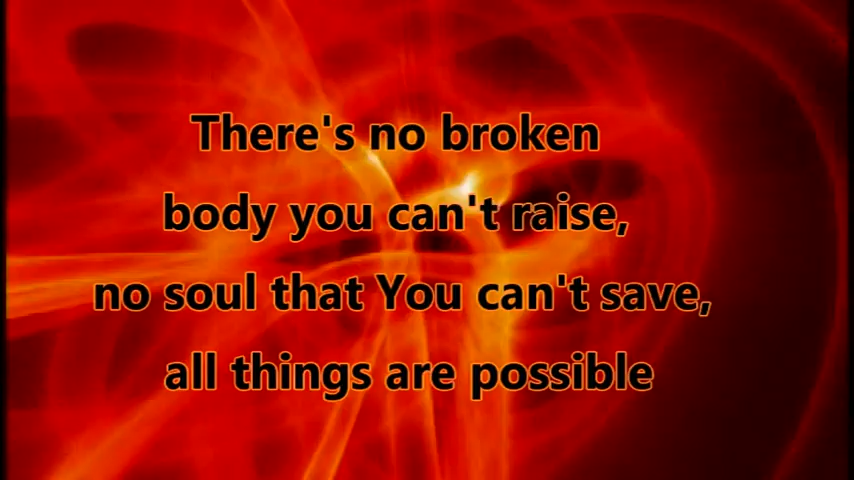 There's no broken
body you can't raise,
no soul that You can't save,
all things are possible